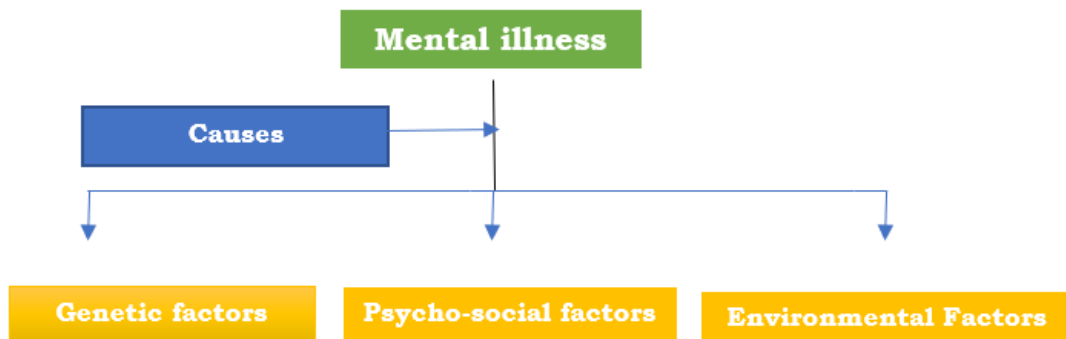 Mental illness
Causes
Genetic factors
Psycho-social factors
Environmental Factors